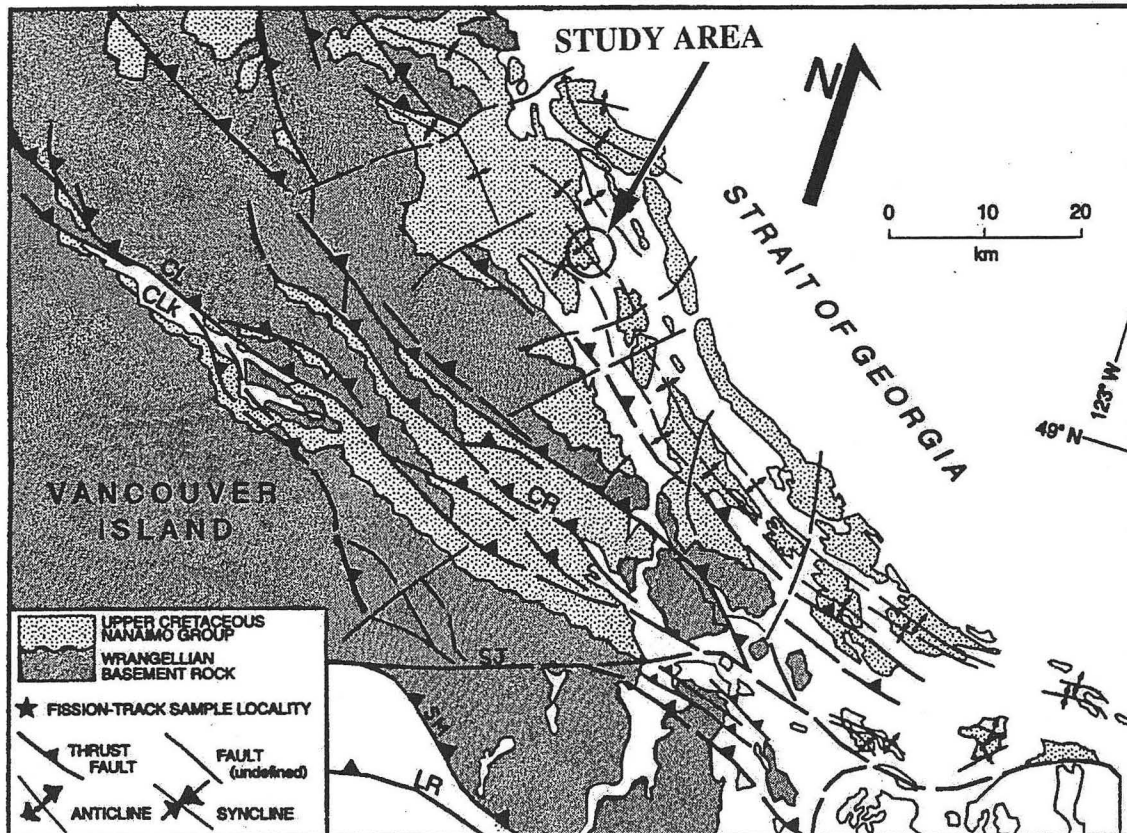 STUDY AREA
N
0 10 20
km
STRAIT OF GEORGIA
123° W
49° N
CL
CLk
VANCOUVER
ISLAND
CR
F
SJ
SM
LR
UPPER CRETACEOUS
NANAIMO GROUP
WRANGELLIAN
BASEMENT ROCK
FISSION-TRACK SAMPLE LOCALITY
THRUST
FAULT
FAULT
(undefined)
ANTICLINE
SYNCLINE